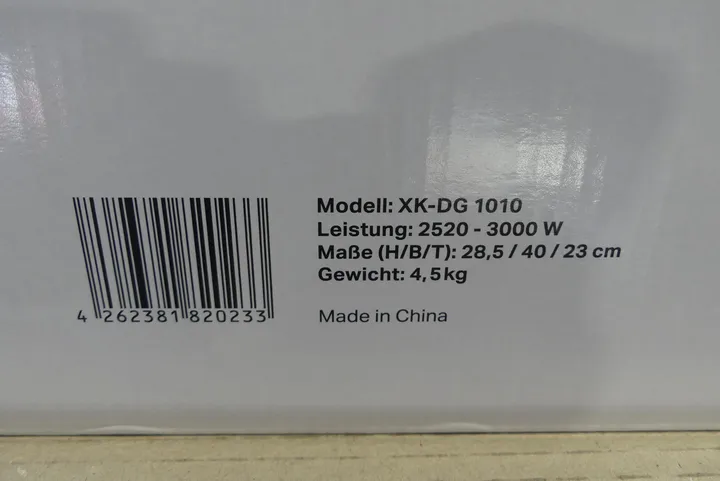 Modell: XK-DG 1010
Leistung: 2520 - 3000 W
Maße (H/B/T): 28,5 / 40 / 23 cm
Gewicht: 4,5kg
Made in China
4 262381 820233